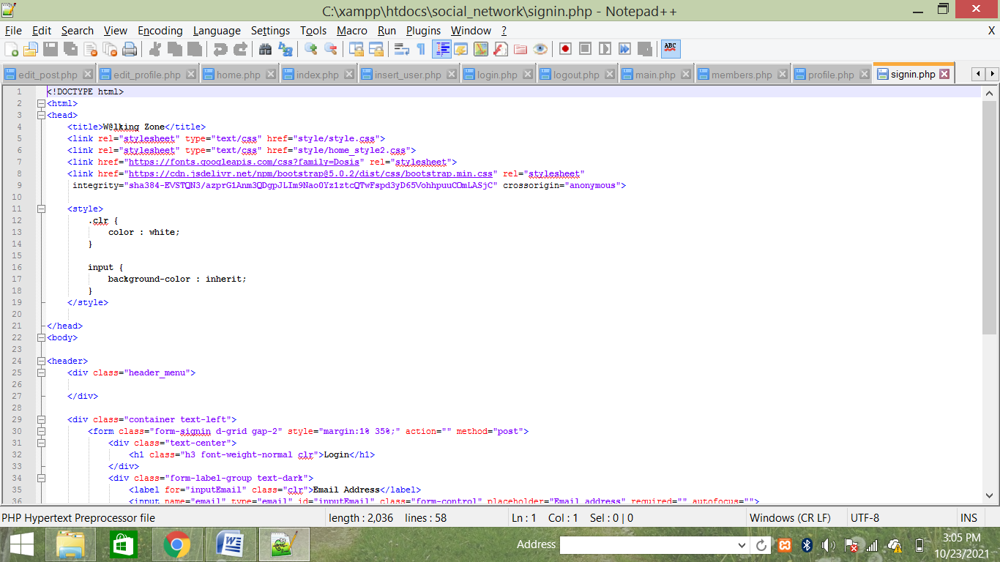 C:\xampp\htdocs\social_network\signin.php - Notepad++
File Edit Search View Encoding Language Settings Tools Macro Run Plugins Window ? X
ABC
edit_post.php edit_profile.php home.php index.php insert_user.php login.php logout.php main.php members.php profile.php signin.php
1 <!DOCTYPE html>
2 <html>
3 <head>
4 <title>W@lking Zone</title>
5 <link rel="stylesheet" type="text/css" href="style/style.css">
6 <link rel="stylesheet" type="text/css" href="style/home_style2.css">
7 <link href="https://fonts.googleapis.com/css?family=Dosis" rel="stylesheet">
8 <link href="https://cdn.jsdelivr.net/npm/bootstrap@5.0.2/dist/css/bootstrap.min.css" rel="stylesheet"
9 integrity="sha384-EVSTQN3/azprG1Anm3QDgpJLIm9Nao0Yz1ztcQTwFspd3yD65VohhpuuCOmLASjC" crossorigin="anonymous">
10
11 <style>
12 .clr {
13 color : white;
14 }
15
16 input {
17 background-color : inherit;
18 }
19 </style>
20
21 </head>
22 <body>
23
24 <header>
25 <div class="header_menu">
26
27 </div>
28
29 <div class="container text-left">
30 <form class="form-signin d-grid gap-2" style="margin:1% 35%;" action="" method="post">
31 <div class="text-center">
32 <h1 class="h3 font-weight-normal clr">Login</h1>
33 </div>
34 <div class="form-label-group text-dark">
35 <label for="inputEmail" class="clr">Email Address</label>
36 <input name="email" type="email" id="inputEmail" class="form-control" placeholder="Email address" required="" autofocus="">
PHP Hypertext Preprocessor file length : 2,036 lines : 58 Ln : 1 Col : 1 Sel : 0 | 0 Windows (CR LF) UTF-8 INS
Address
3:05 PM
10/23/2021